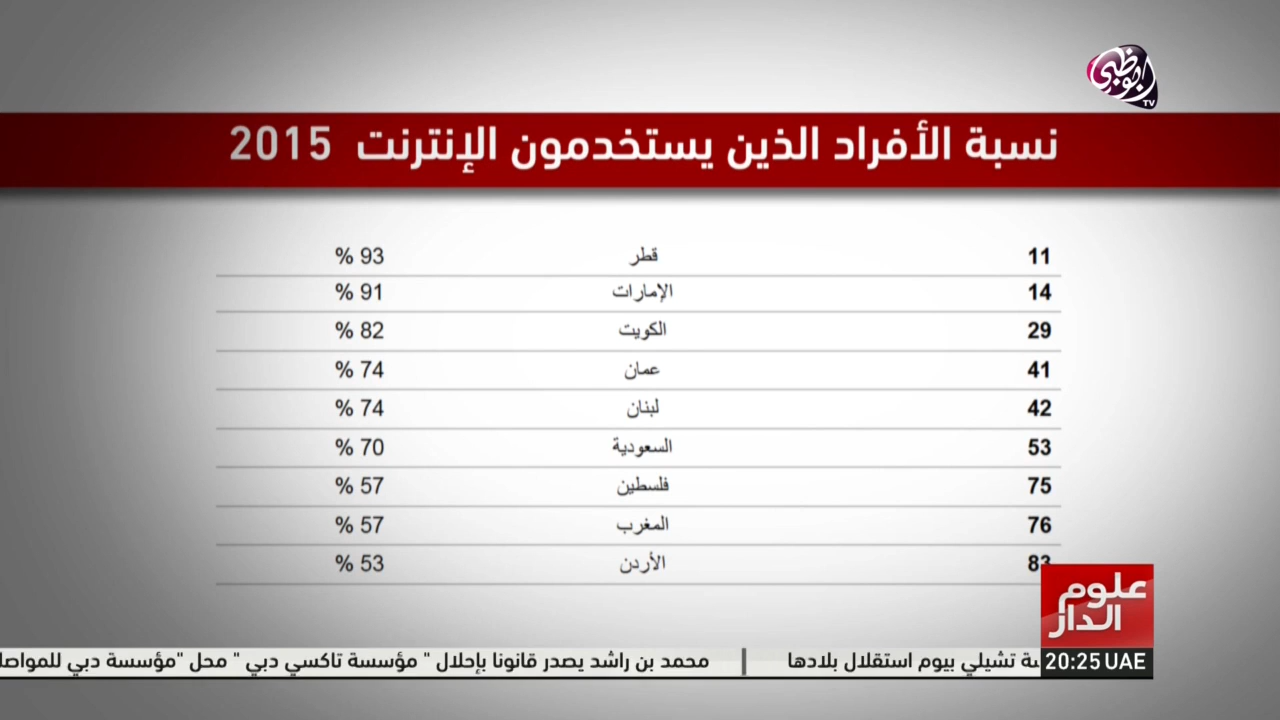 أبوظبي
TV
نسبة الأفراد الذين يستخدمون الإنترنت 2015
11 قطر 93 %
14 الإمارات 91 %
29 الكويت 82 %
41 عمان 74 %
42 لبنان 74 %
53 السعودية 70 %
75 فلسطين 57 %
76 المغرب 57 %
83 الأردن 53 %
علوم
الدار
20:25 UAE
تشيلي بيوم استقلال بلادها | محمد بن راشد يصدر قانونا بإحلال " مؤسسة تاكسي دبي " محل "مؤسسة دبي